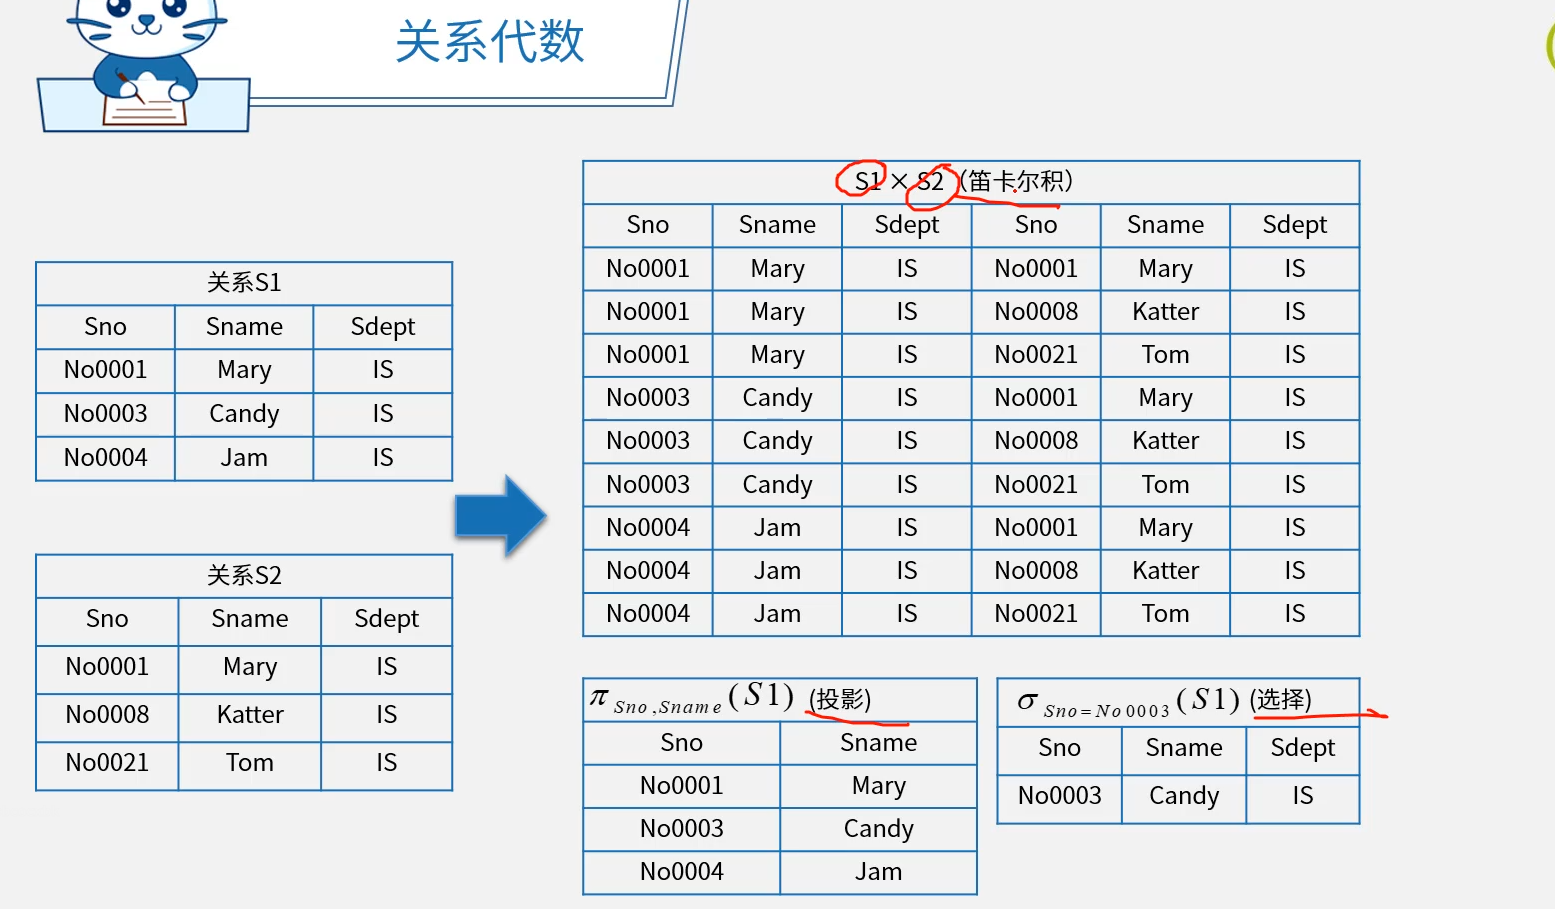 关系代数
关系S1
Sno Sname Sdept
No0001 Mary IS
No0003 Candy IS
No0004 Jam IS
关系S2
Sno Sname Sdept
No0001 Mary IS
No0008 Katter IS
No0021 Tom IS
S1 × S2（笛卡尔积）
Sno Sname Sdept Sno Sname Sdept
No0001 Mary IS No0001 Mary IS
No0001 Mary IS No0008 Katter IS
No0001 Mary IS No0021 Tom IS
No0003 Candy IS No0001 Mary IS
No0003 Candy IS No0008 Katter IS
No0003 Candy IS No0021 Tom IS
No0004 Jam IS No0001 Mary IS
No0004 Jam IS No0008 Katter IS
No0004 Jam IS No0021 Tom IS
π Sno,Sname (S1) (投影)
Sno Sname
No0001 Mary
No0003 Candy
No0004 Jam
σ Sno=No0003 (S1) (选择)
Sno Sname Sdept
No0003 Candy IS